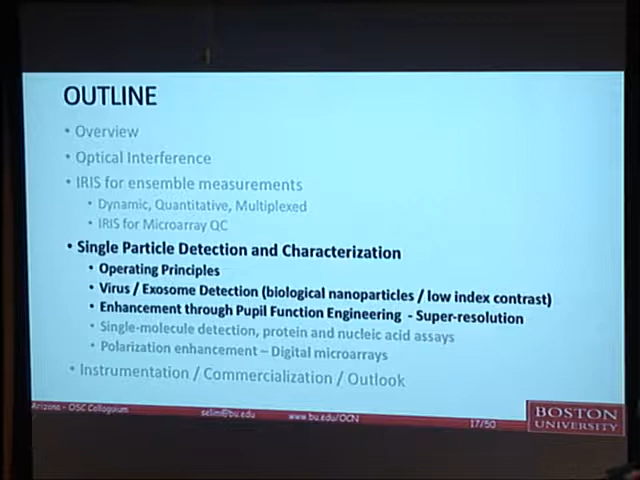 OUTLINE
• Overview
• Optical Interference
• IRIS for ensemble measurements
• Dynamic, Quantitative, Multiplexed
• IRIS for Microarray QC
• Single Particle Detection and Characterization
• Operating Principles
• Virus / Exosome Detection (biological nanoparticles / low index contrast)
• Enhancement through Pupil Function Engineering - Super-resolution
• Single-molecule detection, protein and nucleic acid assays
• Polarization enhancement – Digital microarrays
• Instrumentation / Commercialization / Outlook
Arizona - OSC Colloquium selim@bu.edu www.bu.edu/OCN 17/50
BOSTON
UNIVERSITY